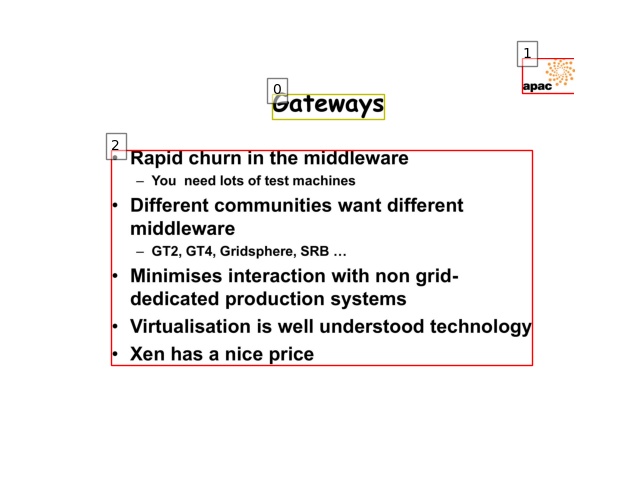 1
apac
0
Gateways
2
• Rapid churn in the middleware
– You need lots of test machines
• Different communities want different
middleware
– GT2, GT4, Gridsphere, SRB …
• Minimises interaction with non grid-
dedicated production systems
• Virtualisation is well understood technology
• Xen has a nice price